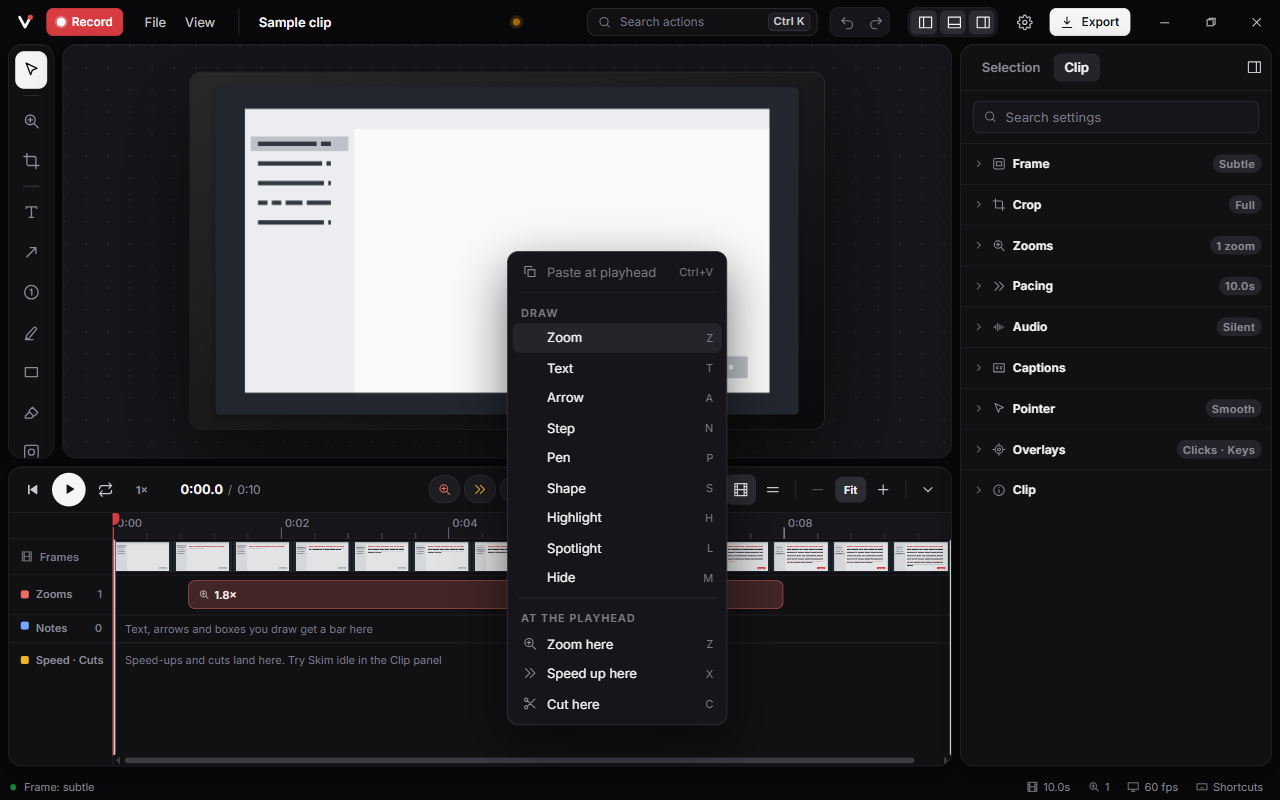 Record
File
View
Sample clip
Search actions
Ctrl K
Export
Selection
Clip
Search settings
Frame
Subtle
Crop
Full
Zooms
1 zoom
Pacing
10.0s
Audio
Silent
Captions
Pointer
Smooth
Overlays
Clicks · Keys
Clip
Paste at playhead
Ctrl+V
DRAW
Zoom
Z
Text
T
Arrow
A
Step
N
Pen
P
Shape
S
Highlight
H
Spotlight
L
Hide
M
AT THE PLAYHEAD
Zoom here
Z
Speed up here
X
Cut here
C
1×
0:00.0 / 0:10
Fit
0:00
0:02
0:04
0:08
Frames
Zooms
1
1.8×
Notes
0
Text, arrows and boxes you draw get a bar here
Speed · Cuts
Speed-ups and cuts land here. Try Skim idle in the Clip panel
Frame: subtle
10.0s
1
60 fps
Shortcuts